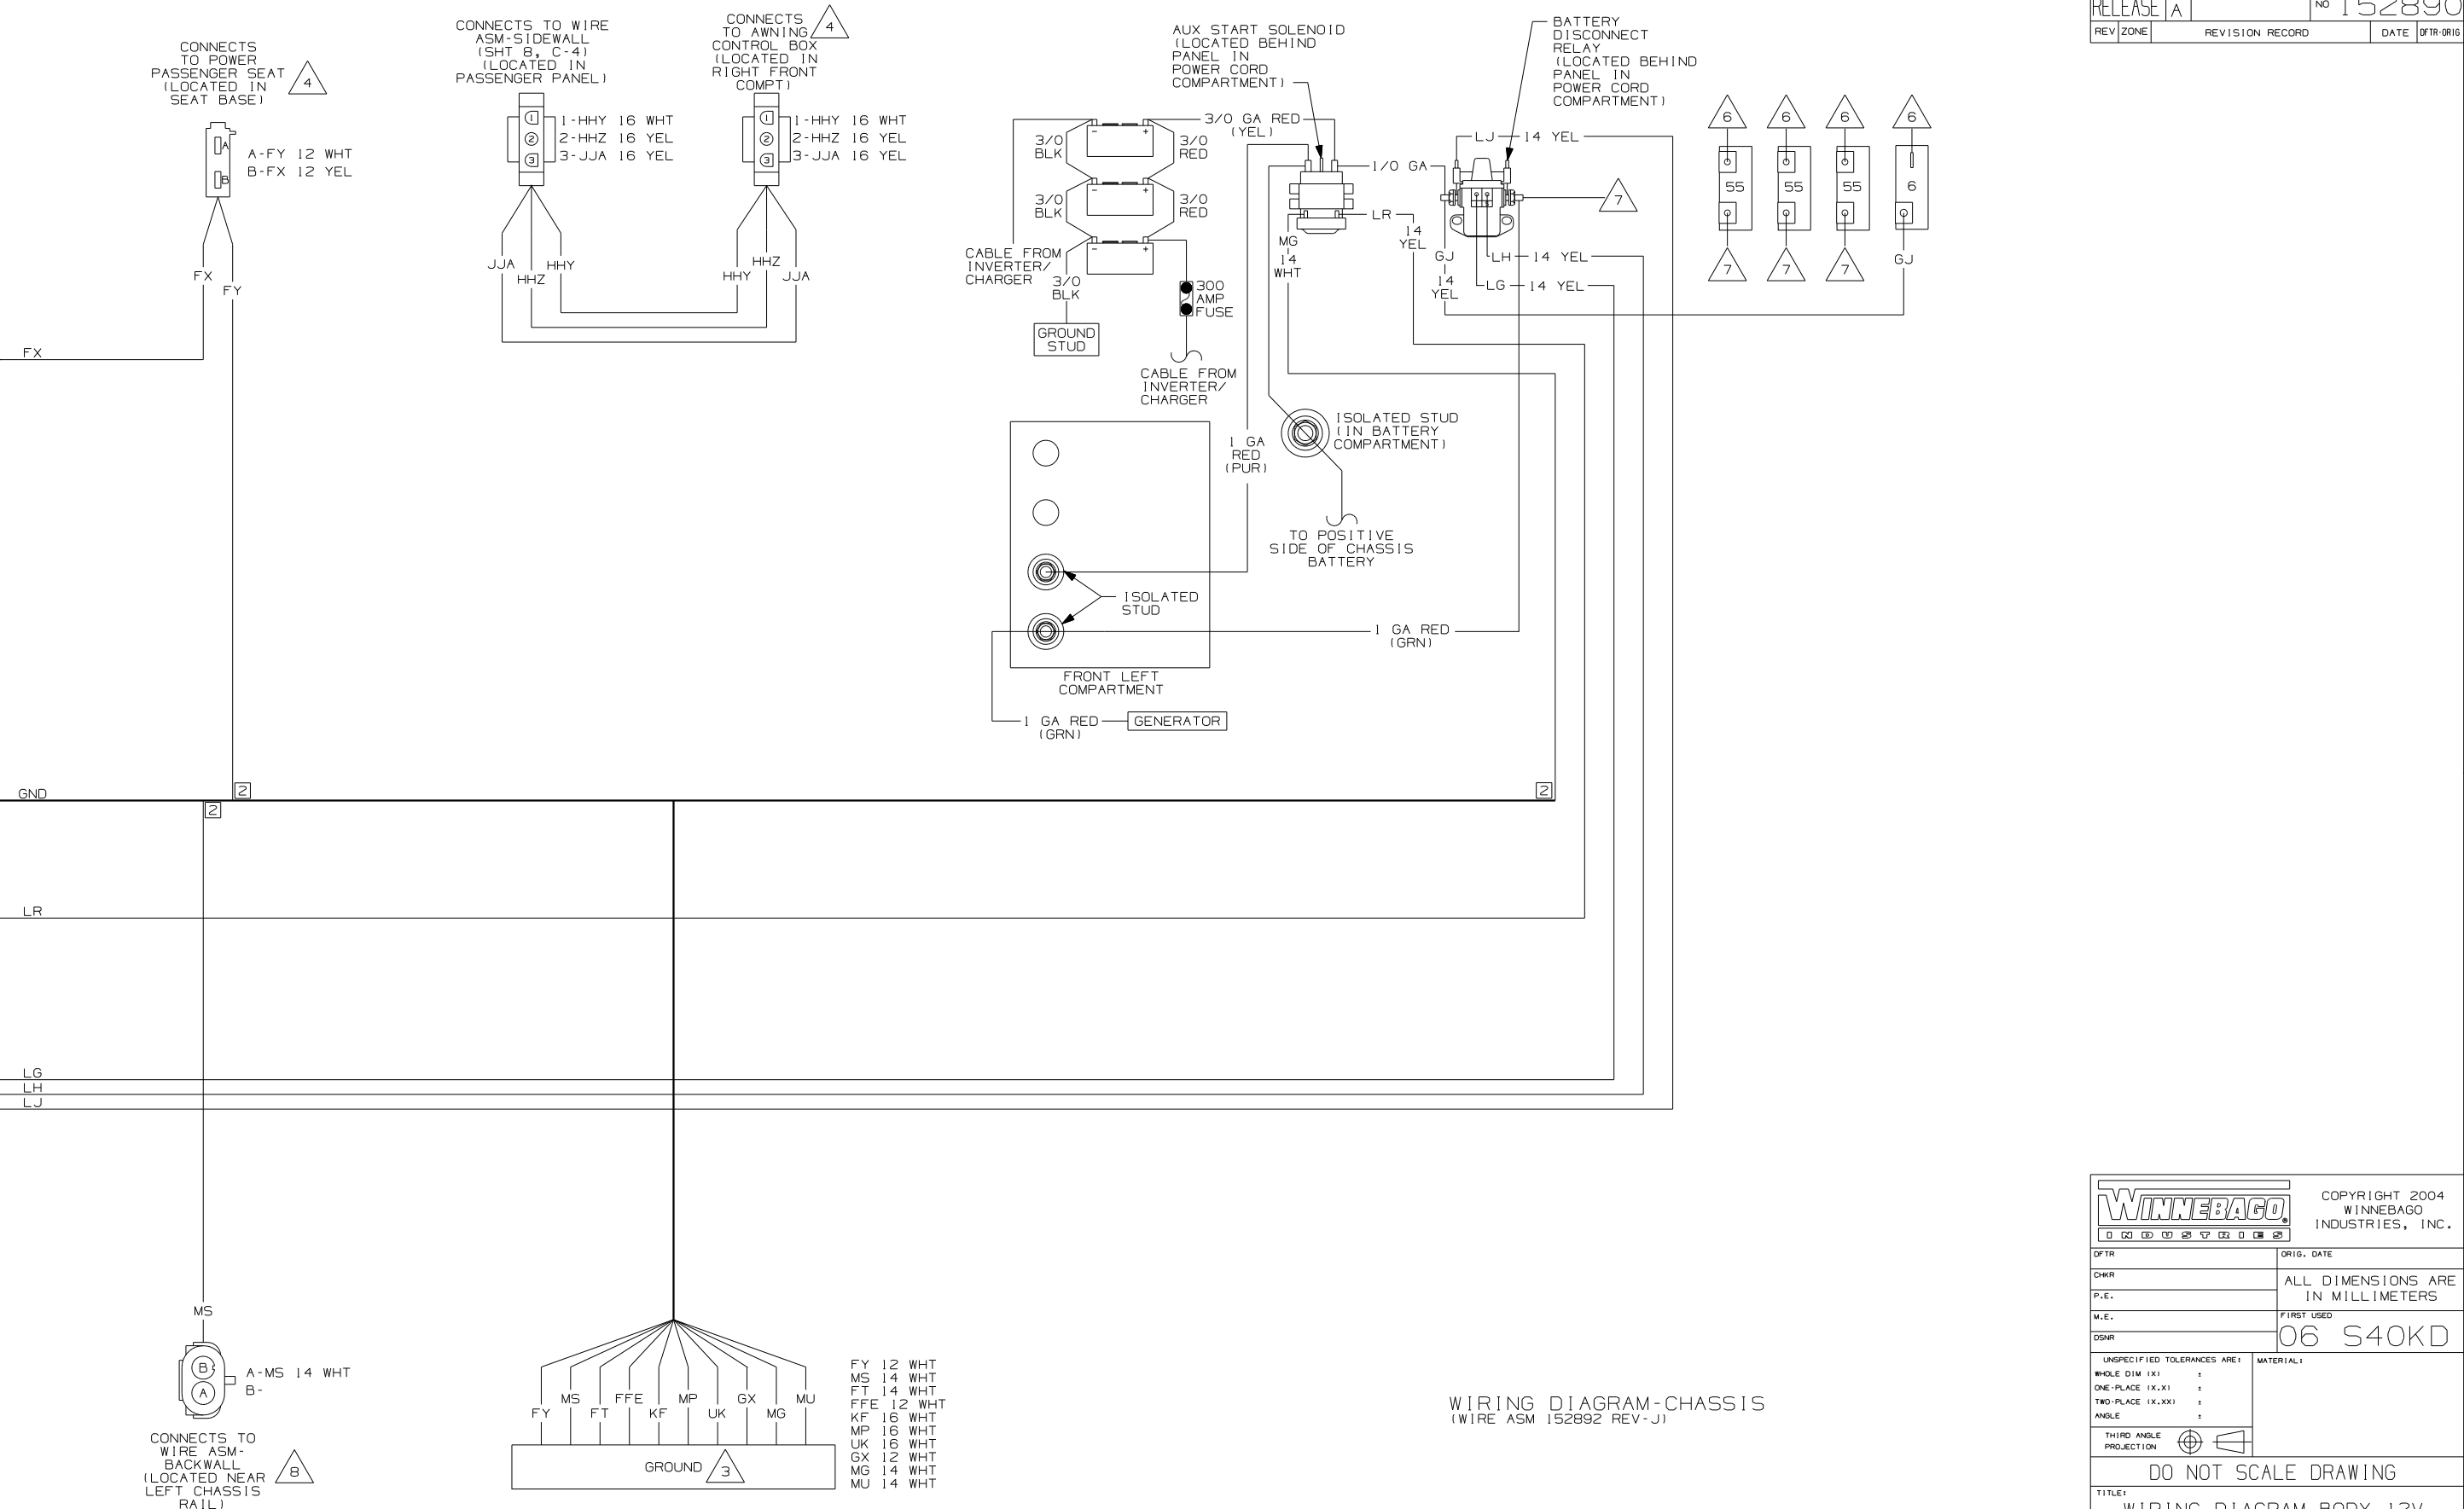 RELEASE A
NO 152890
REV ZONE REVISION RECORD DATE DFTR-ORIG
CONNECTS
TO POWER
PASSENGER SEAT
(LOCATED IN
SEAT BASE)
4
A
B
A-FY 12 WHT
B-FX 12 YEL
FX
FY
CONNECTS TO WIRE
ASM-SIDEWALL
(SHT 8, C-4)
(LOCATED IN
PASSENGER PANEL)
1
2
3
1-HHY 16 WHT
2-HHZ 16 YEL
3-JJA 16 YEL
JJA
HHZ
HHY
CONNECTS
TO AWNING
CONTROL BOX
(LOCATED IN
RIGHT FRONT
COMPT)
4
1
2
3
1-HHY 16 WHT
2-HHZ 16 YEL
3-JJA 16 YEL
HHY
HHZ
JJA
AUX START SOLENOID
(LOCATED BEHIND
PANEL IN
POWER CORD
COMPARTMENT)
BATTERY
DISCONNECT
RELAY
(LOCATED BEHIND
PANEL IN
POWER CORD
COMPARTMENT)
3/0 GA RED
(YEL)
3/0
BLK
3/0
RED
3/0
BLK
3/0
RED
- +
- +
- +
CABLE FROM
INVERTER/
CHARGER
3/0
BLK
GROUND
STUD
300
AMP
FUSE
CABLE FROM
INVERTER/
CHARGER
1/0 GA
LJ 14 YEL
LR
14
YEL
MG
14
WHT
GJ
14
YEL
LH 14 YEL
LG 14 YEL
7
6 6 6 6
55 55 55 6
7 7 7
GJ
ISOLATED STUD
(IN BATTERY
COMPARTMENT)
1 GA
RED
(PUR)
TO POSITIVE
SIDE OF CHASSIS
BATTERY
ISOLATED
STUD
1 GA RED
(GRN)
FRONT LEFT
COMPARTMENT
1 GA RED
(GRN)
GENERATOR
FX
GND
2
2
2
LR
LG
LH
LJ
MS
B
A
A-MS 14 WHT
B-
CONNECTS TO
WIRE ASM-
BACKWALL
(LOCATED NEAR
LEFT CHASSIS
RAIL)
8
FY
MS
FT
FFE
KF
MP
UK
GX
MG
MU
GROUND
3
FY 12 WHT
MS 14 WHT
FT 14 WHT
FFE 12 WHT
KF 16 WHT
MP 16 WHT
UK 16 WHT
GX 12 WHT
MG 14 WHT
MU 14 WHT
WIRING DIAGRAM-CHASSIS
(WIRE ASM 152892 REV-J)
WINNEBAGO®
INDUSTRIES
COPYRIGHT 2004
WINNEBAGO
INDUSTRIES, INC.
DFTR
ORIG. DATE
CHKR
ALL DIMENSIONS ARE
IN MILLIMETERS
P.E.
M.E.
FIRST USED
06 S40KD
DSNR
UNSPECIFIED TOLERANCES ARE:
MATERIAL:
WHOLE DIM (X) ±
ONE-PLACE (X.X) ±
TWO-PLACE (X.XX) ±
ANGLE ±
THIRD ANGLE
PROJECTION
DO NOT SCALE DRAWING
TITLE:
WIRING DIAGRAM BODY 12V